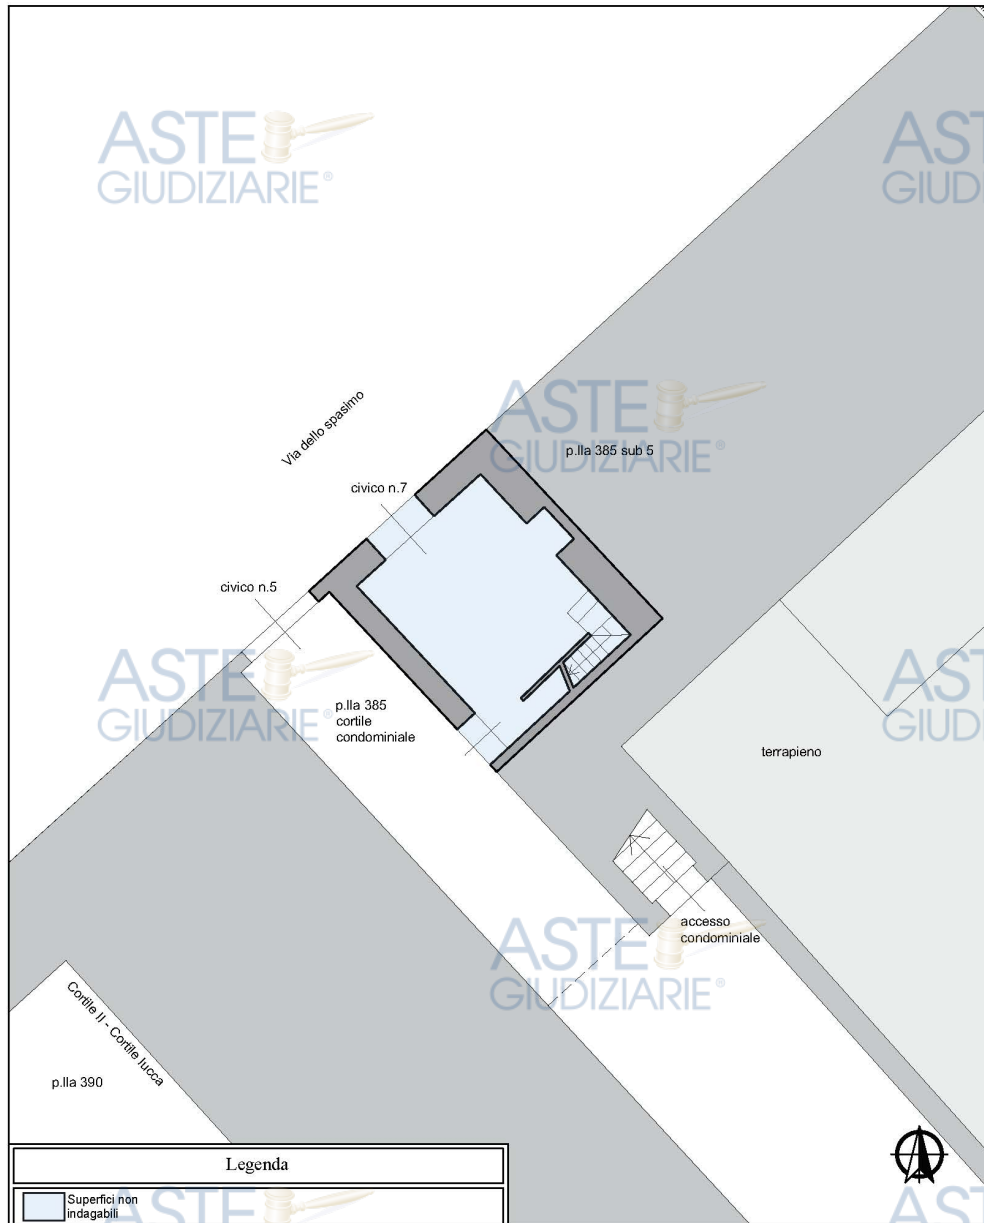 ASTE
GIUDIZIARIE®
AST
GIUD
Via dello spasimo
ASTE
GIUDIZIARIE®
p.lla 385 sub 5
civico n.7
civico n.5
ASTE
GIUDIZIARIE®
AST
GIUD
p.lla 385
cortile
condominiale
terrapieno
accesso
condominiale
ASTE
GIUDIZIARIE®
Cortile II - Cortile lucca
p.lla 390
Legenda
Superfici non
indagabili
ASTE
AST